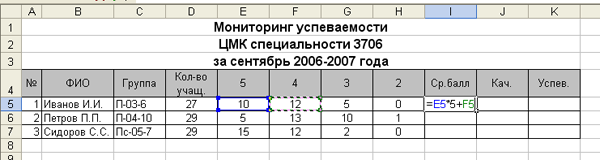 A B C D E F G H I J K
1 Мониторинг успеваемости
2 ЦМК специальности 3706
3 за сентябрь 2006-2007 года
4 № ФИО Группа Кол-во учащ. 5 4 3 2 Ср.балл Кач. Успев.
5 1 Иванов И.И. П-03-6 27 10 12 5 0 =E5*5+F5
6 2 Петров П.П. П-04-10 29 5 13 10 1
7 3 Сидоров С.С. Пс-05-7 29 15 12 2 0
8